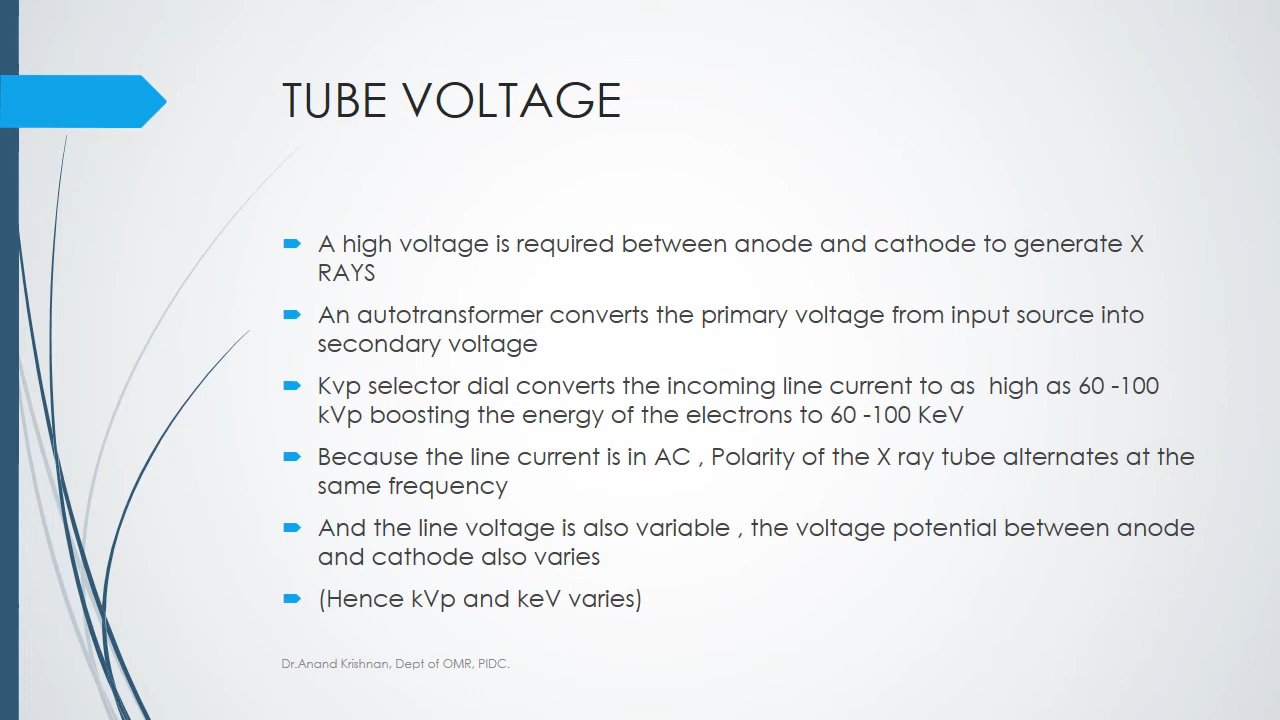 TUBE VOLTAGE
A high voltage is required between anode and cathode to generate X
RAYS
An autotransformer converts the primary voltage from input source into
secondary voltage
Kvp selector dial converts the incoming line current to as  high as 60 -100
kVp boosting the energy of the electrons to 60 -100 KeV
Because the line current is in AC , Polarity of the X ray tube alternates at the
same frequency
And the line voltage is also variable , the voltage potential between anode
and cathode also varies
(Hence kVp and keV varies)
Dr.Anand Krishnan, Dept of OMR, PIDC.